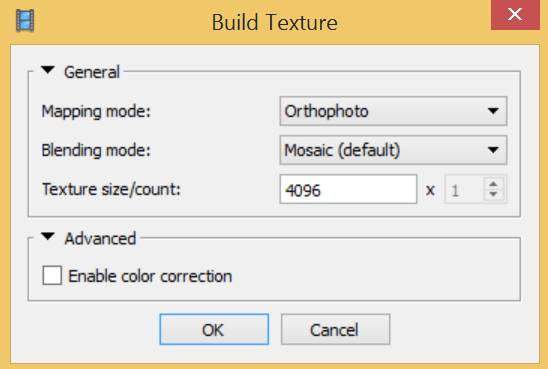 Build Texture
General
Mapping mode: Orthophoto
Blending mode: Mosaic (default)
Texture size/count: 4096 x 1
Advanced
Enable color correction
OK Cancel